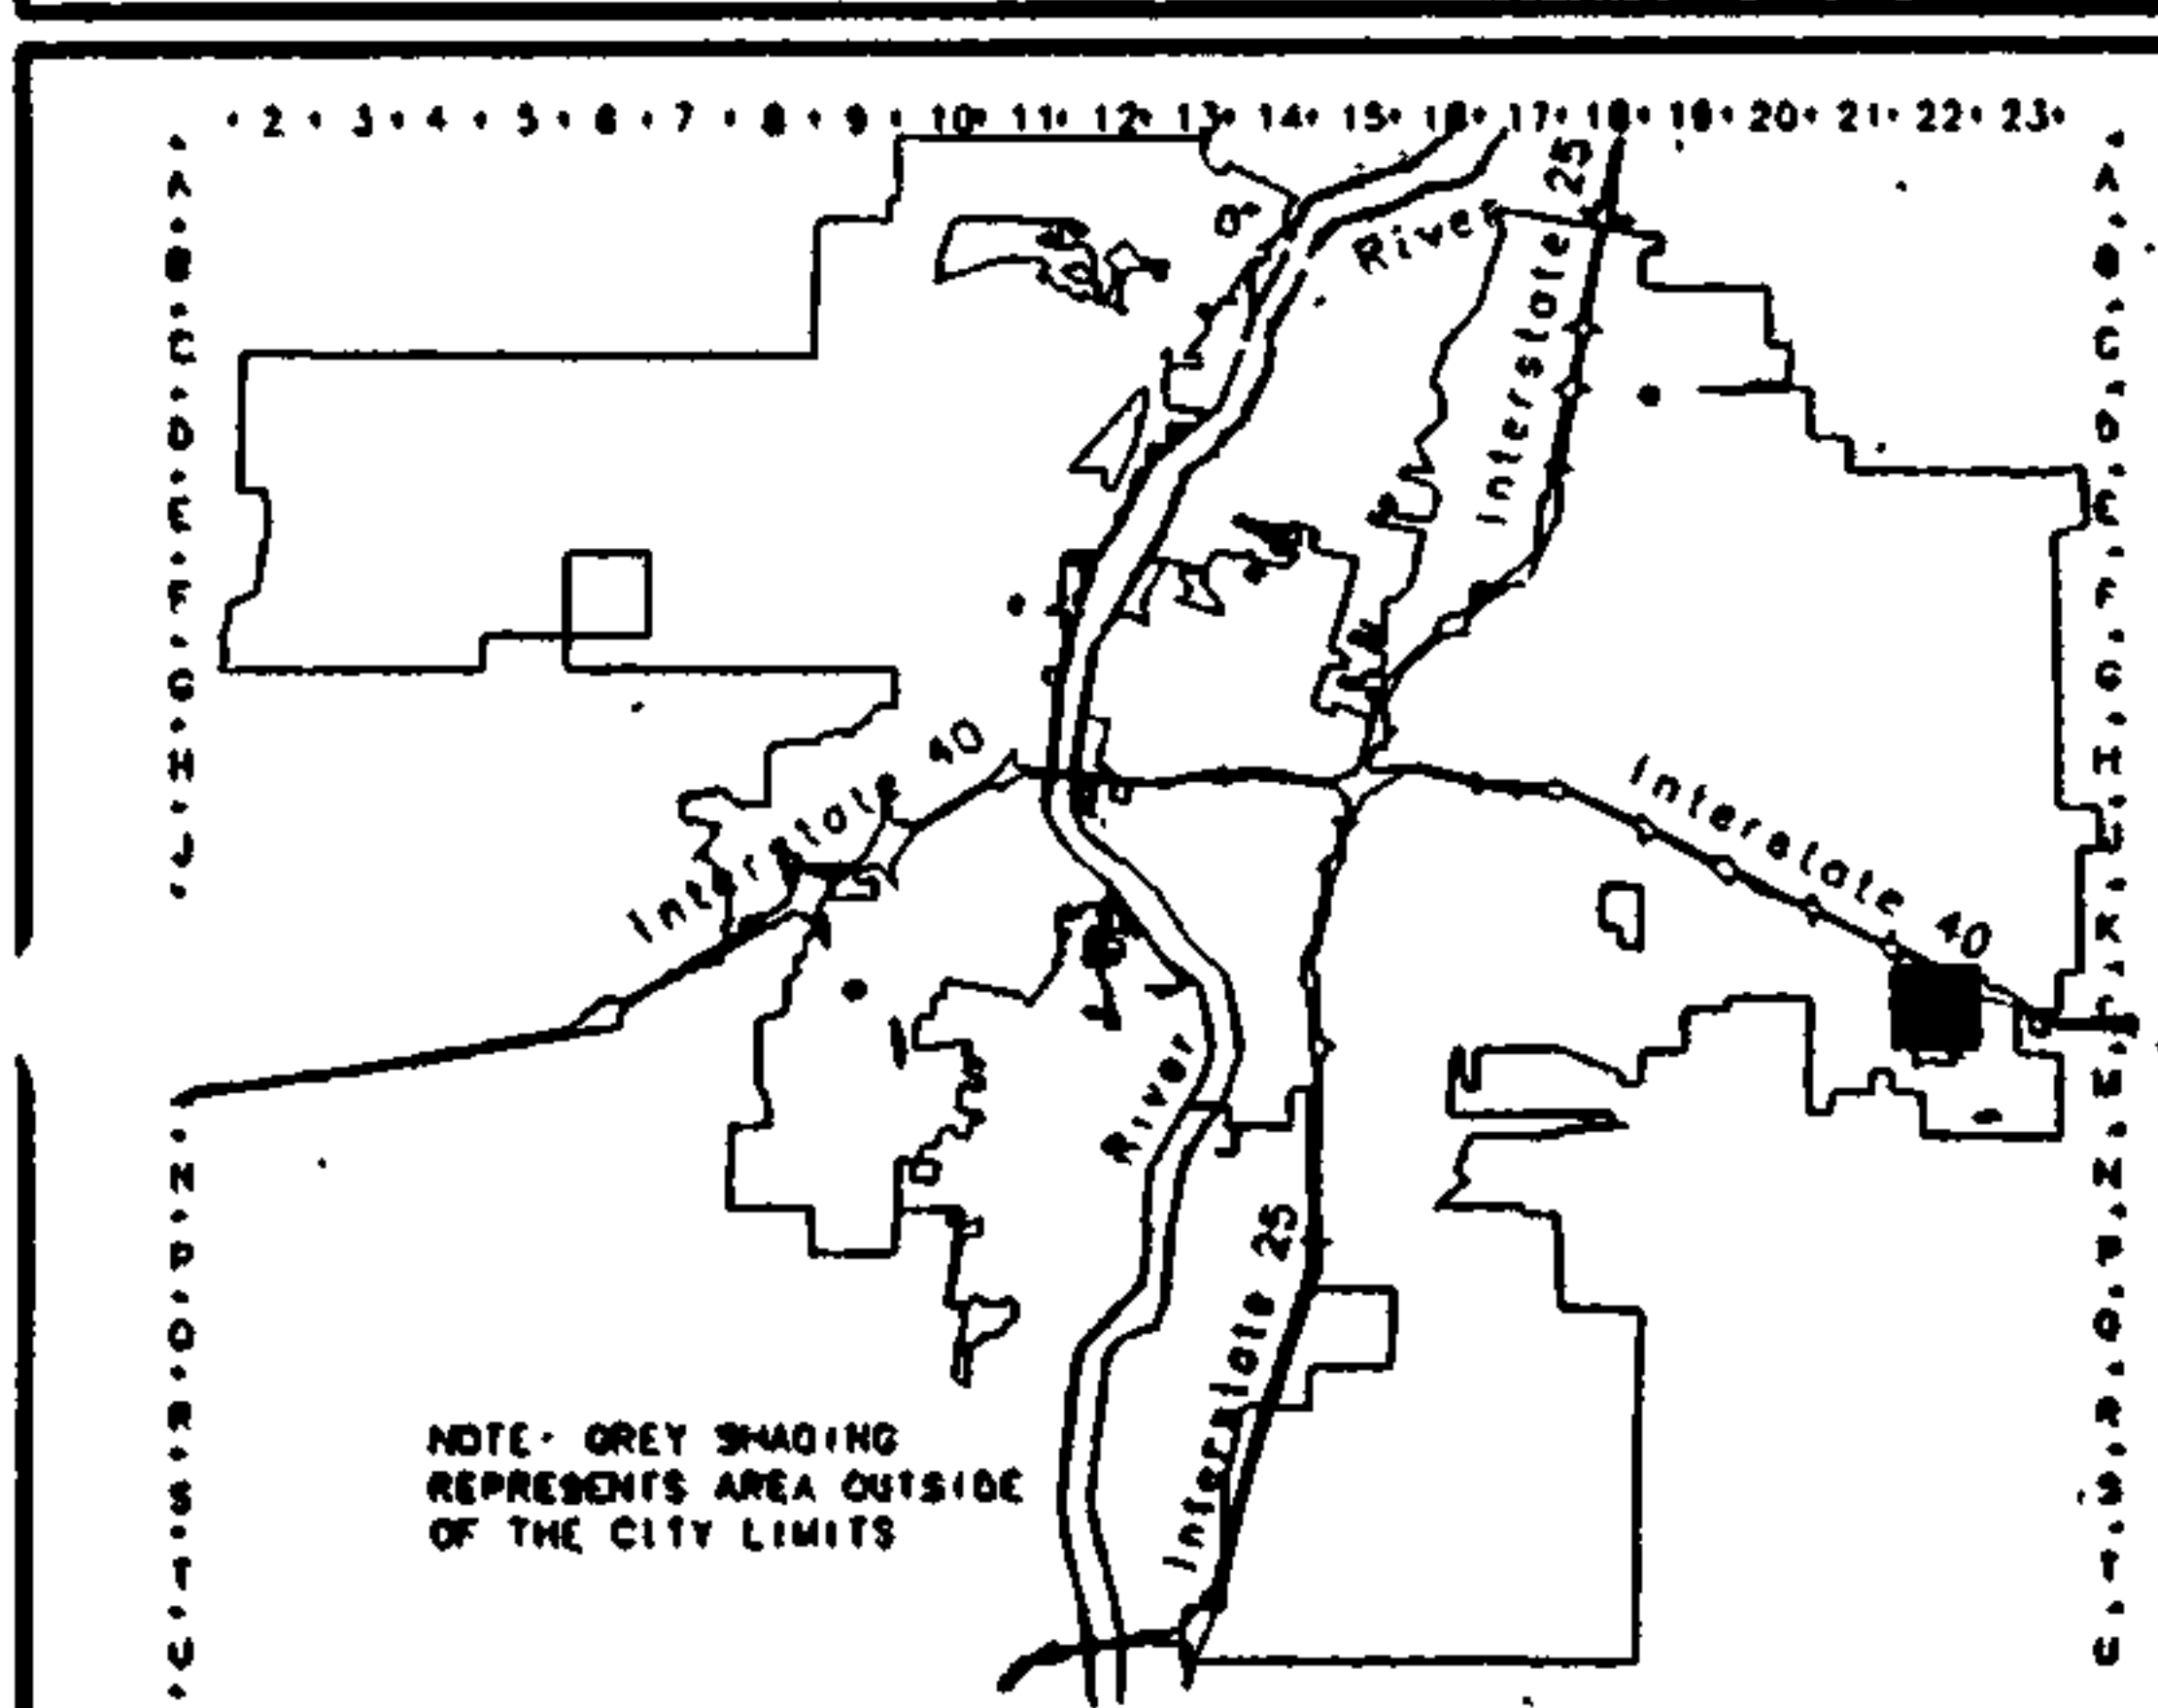 2 3 4 5 6 7 8 9 10 11 12 13 14 15 16 17 18 19 20 21 22 23
A A
C C
D D
E E
F F
G G
H H
J J
K
M
N N
P P
Q Q
R R
S S
T T
U U
River
Interstate 25
Interstate 40
Interstate 40
River
Interstate 25
NOTE· GREY SHADING
REPRESENTS AREA OUTSIDE
OF THE CITY LIMITS